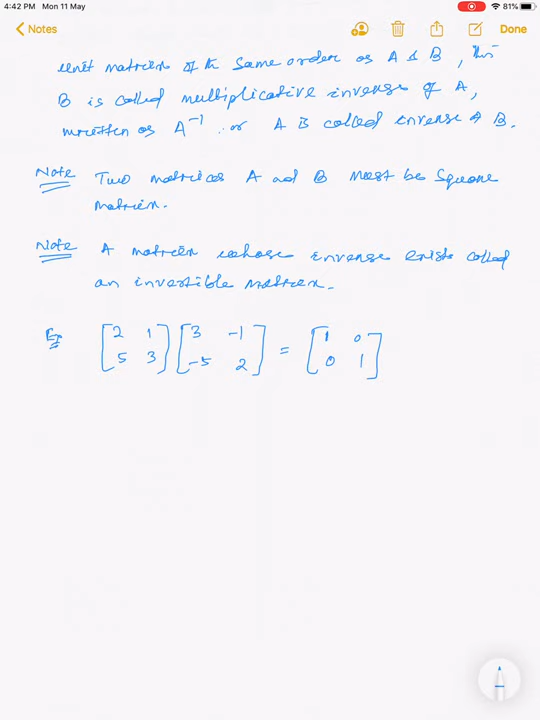 4:42 PM Mon 11 May 81%
Notes Done
unit matrix of th same order as A & B, then
B is called multiplicative inverse of A,
written as A⁻¹ or A is called inverse of B.
Note Two matrices A and B must be square
matrix.
Note A matrix whose inverse exists called
an invertible matrix.
Ex [2 1 [3 -1 = [1 0
5 3] -5 2] 0 1]